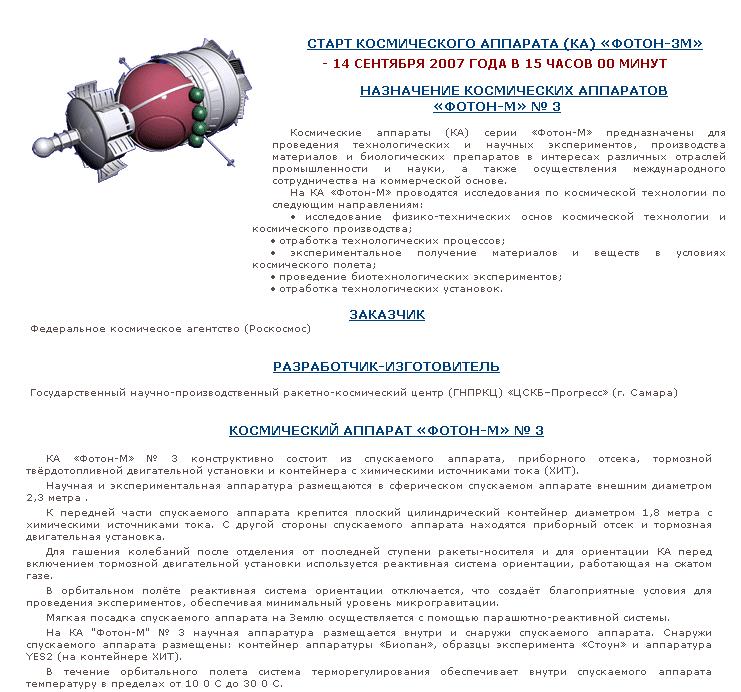 СТАРТ КОСМИЧЕСКОГО АППАРАТА (КА) «ФОТОН-3М»
- 14 СЕНТЯБРЯ 2007 ГОДА В 15 ЧАСОВ 00 МИНУТ
НАЗНАЧЕНИЕ КОСМИЧЕСКИХ АППАРАТОВ
«ФОТОН-М» № 3
Космические аппараты (КА) серии «Фотон-М» предназначены для
проведения технологических и научных экспериментов, производства
материалов и биологических препаратов в интересах различных отраслей
промышленности и науки, а также осуществления международного
сотрудничества на коммерческой основе.
На КА «Фотон-М» проводятся исследования по космической технологии по
следующим направлениям:
• исследование физико-технических основ космической технологии и
космического производства;
• отработка технологических процессов;
• экспериментальное получение материалов и веществ в условиях
космического полета;
• проведение биотехнологических экспериментов;
• отработка технологических установок.
ЗАКАЗЧИК
Федеральное космическое агентство (Роскосмос)
РАЗРАБОТЧИК-ИЗГОТОВИТЕЛЬ
Государственный научно-производственный ракетно-космический центр (ГНПРКЦ) «ЦСКБ–Прогресс» (г. Самара)
КОСМИЧЕСКИЙ АППАРАТ «ФОТОН-М» № 3
КА «Фотон-М» № 3 конструктивно состоит из спускаемого аппарата, приборного отсека, тормозной
твёрдотопливной двигательной установки и контейнера с химическими источниками тока (ХИТ).
Научная и экспериментальная аппаратура размещаются в сферическом спускаемом аппарате внешним диаметром
2,3 метра .
К передней части спускаемого аппарата крепится плоский цилиндрический контейнер диаметром 1,8 метра с
химическими источниками тока. С другой стороны спускаемого аппарата находятся приборный отсек и тормозная
двигательная установка.
Для гашения колебаний после отделения от последней ступени ракеты-носителя и для ориентации КА перед
включением тормозной двигательной установки используется реактивная система ориентации, работающая на сжатом
газе.
В орбитальном полёте реактивная система ориентации отключается, что создаёт благоприятные условия для
проведения экспериментов, обеспечивая минимальный уровень микрогравитации.
Мягкая посадка спускаемого аппарата на Землю осуществляется с помощью парашютно-реактивной системы.
На КА "Фотон-М" № 3 научная аппаратура размещается внутри и снаружи спускаемого аппарата. Снаружи
спускаемого аппарата размещены: контейнер аппаратуры «Биопан», образцы эксперимента «Стоун» и аппаратура
YES2 (на контейнере ХИТ).
В течение орбитального полета система терморегулирования обеспечивает внутри спускаемого аппарата
температуру в пределах от 10 0 С до 30 0 С.